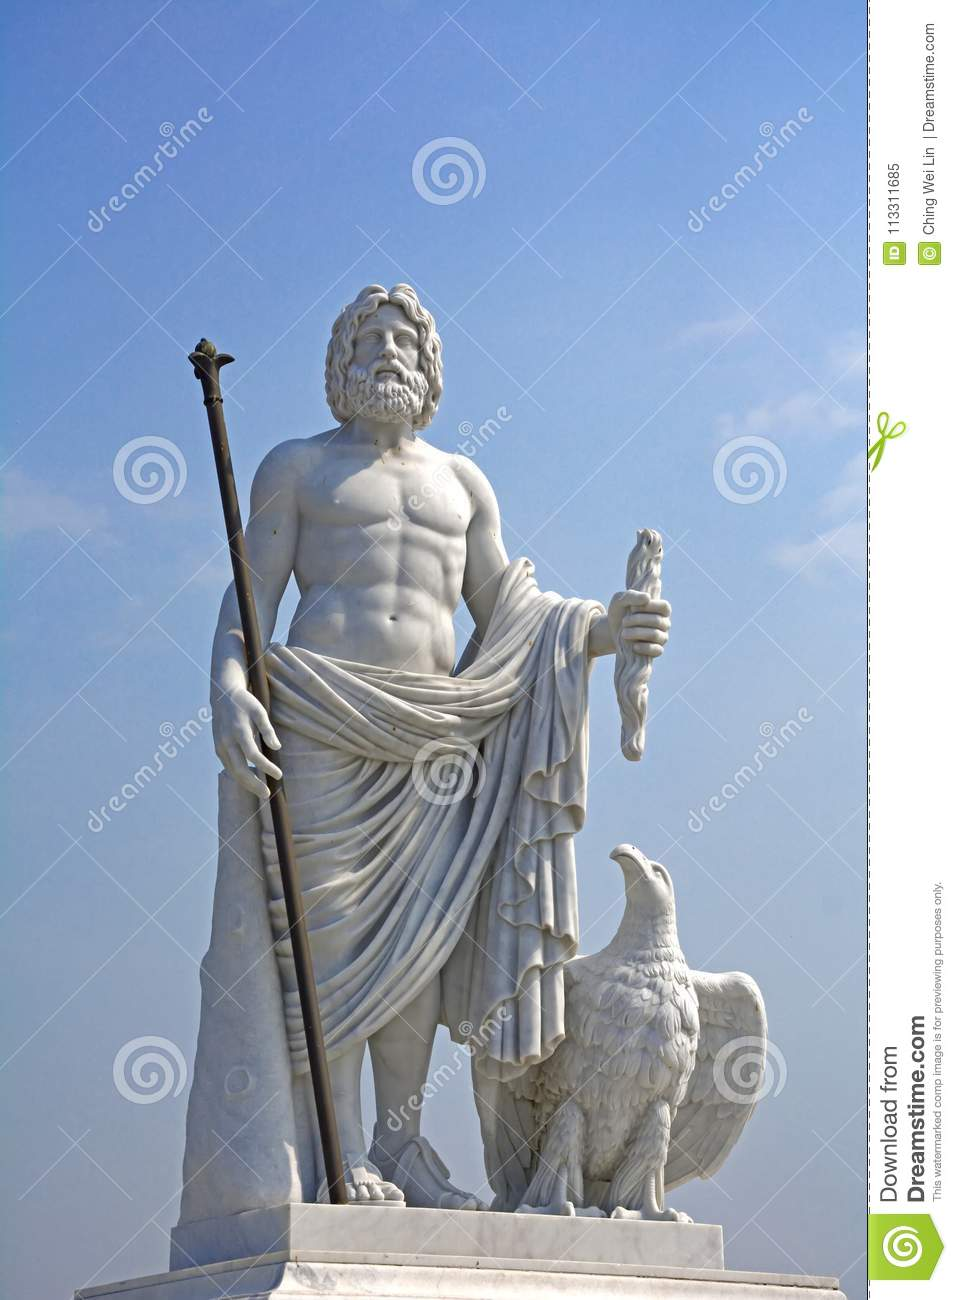 dreamstime
dreamstime
dreamstime
dreamstime
dreamstime
dreamstime
ID 113311685
© Ching Wei Lin | Dreamstime.com
Download from
Dreamstime.com
This watermarked comp image is for previewing purposes only.